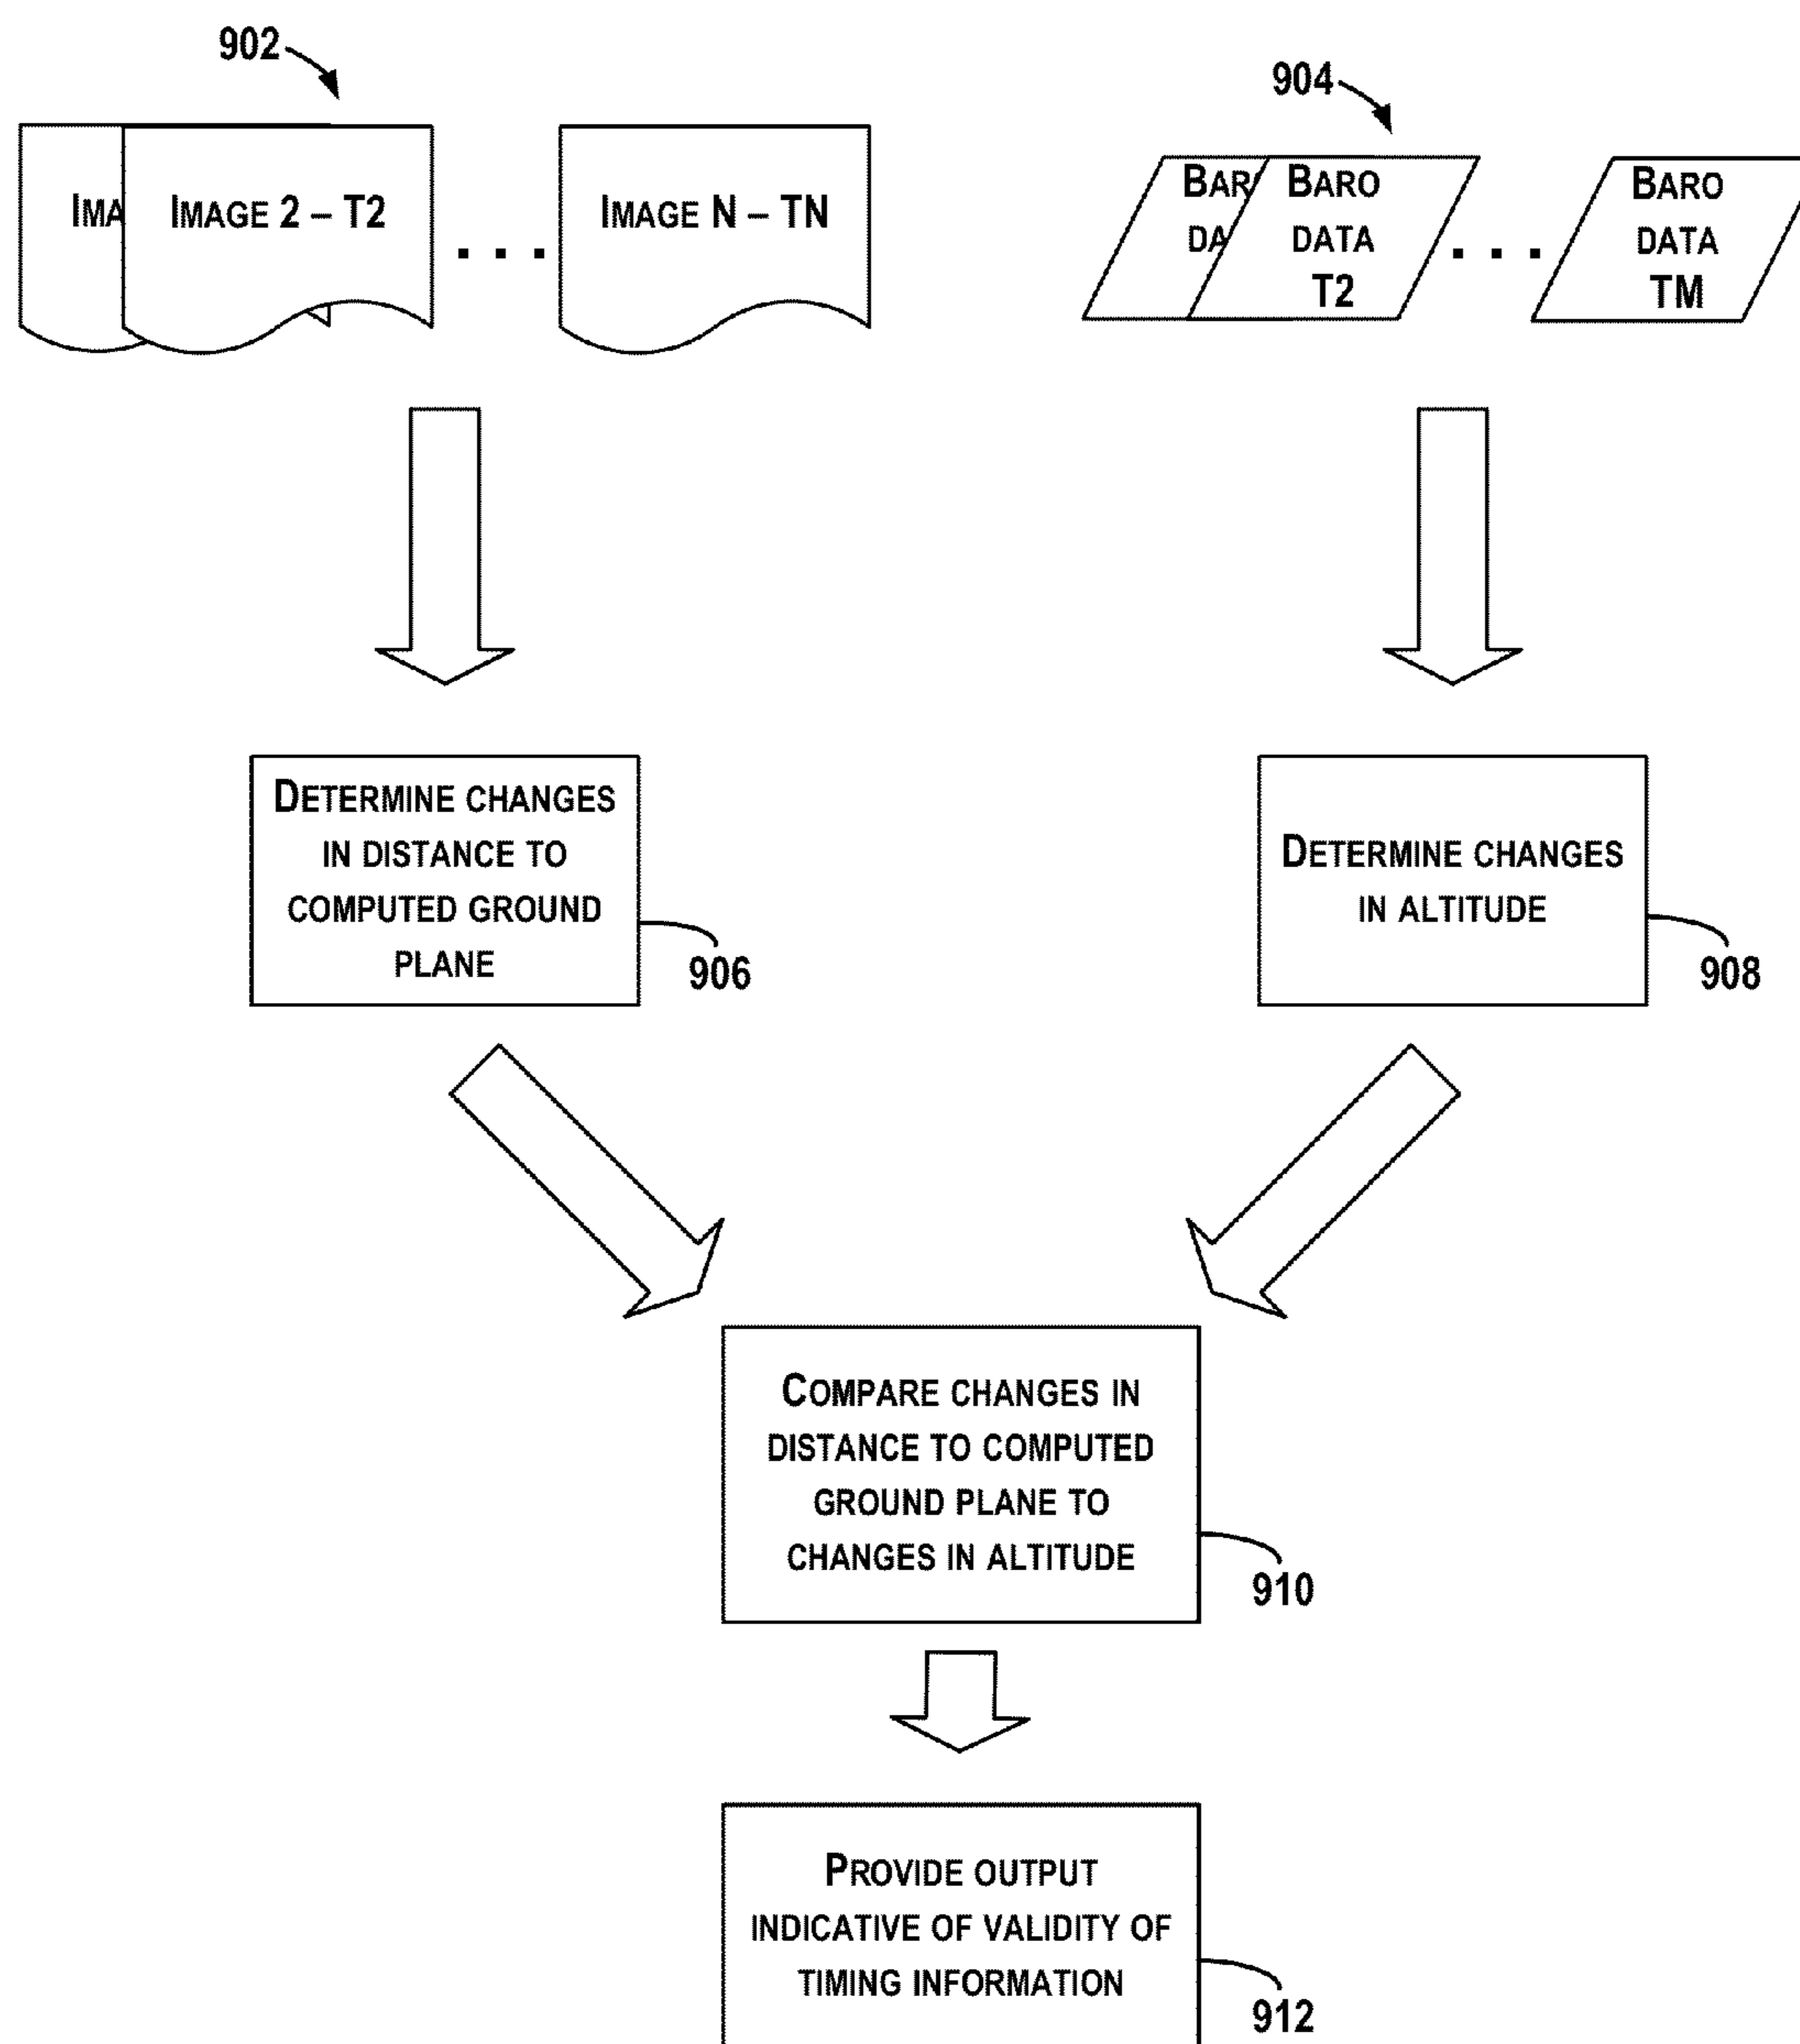 902
904
IMA
IMAGE 2 – T2
. . .
IMAGE N – TN
BAR
DA
BARO
DATA
T2
. . .
BARO
DATA
TM
DETERMINE CHANGES
IN DISTANCE TO
COMPUTED GROUND
PLANE
906
DETERMINE CHANGES
IN ALTITUDE
908
COMPARE CHANGES IN
DISTANCE TO COMPUTED
GROUND PLANE TO
CHANGES IN ALTITUDE
910
PROVIDE OUTPUT
INDICATIVE OF VALIDITY OF
TIMING INFORMATION
912